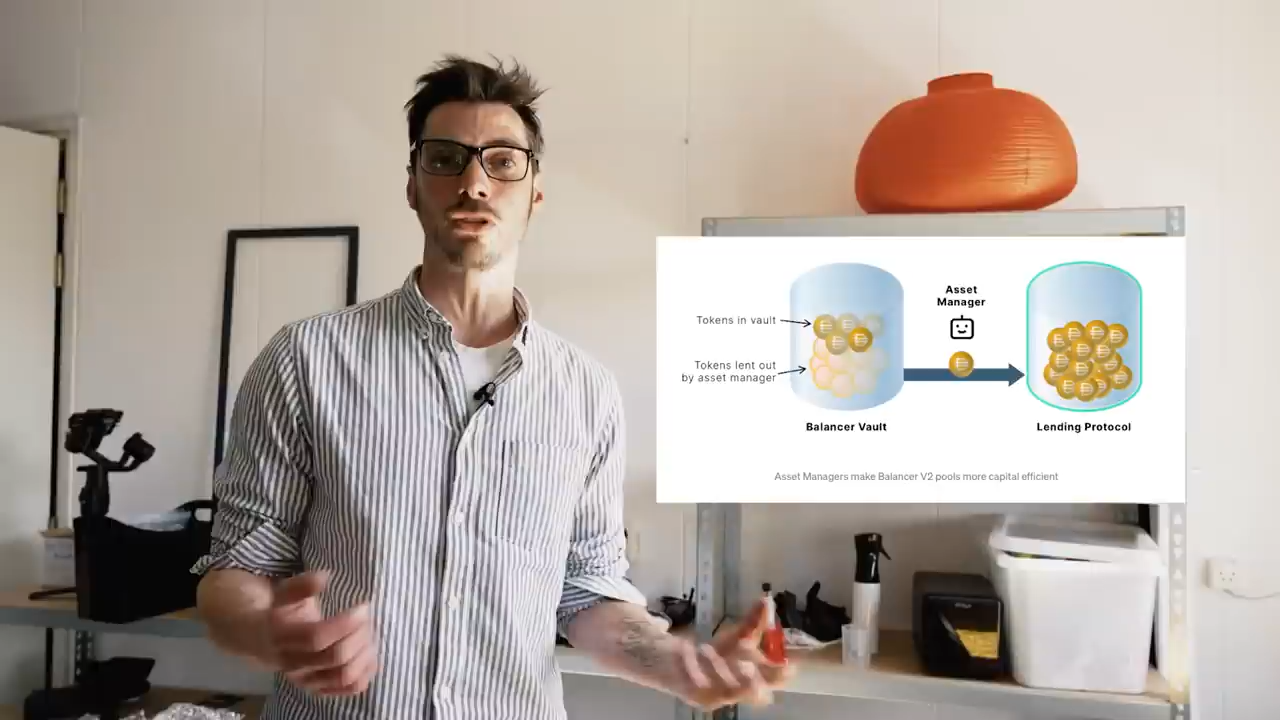 Asset
Manager
Tokens in vault
Tokens lent out
by asset manager
Balancer Vault
Lending Protocol
Asset Managers make Balancer V2 pools more capital efficient